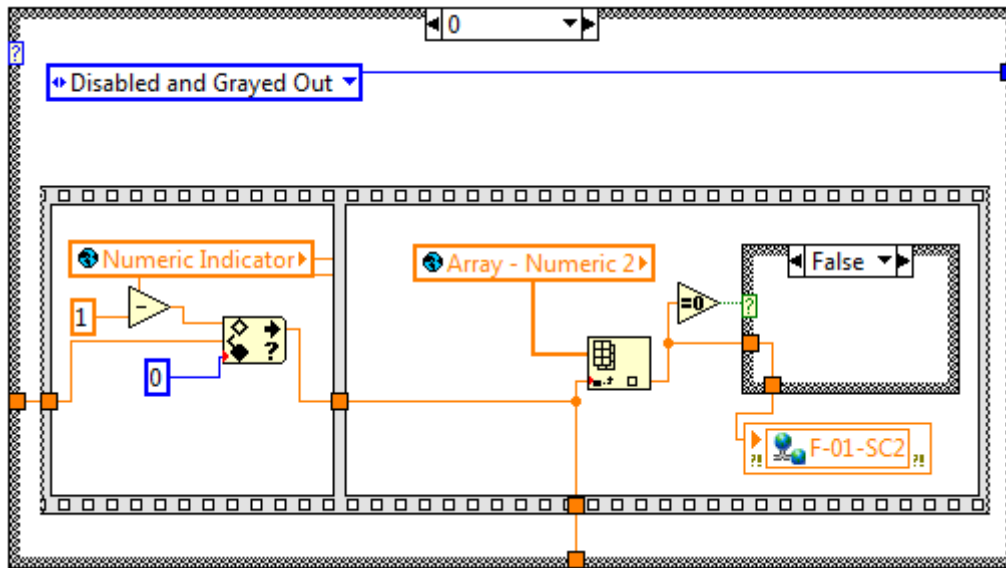 0
?
Disabled and Grayed Out
Numeric Indicator
Array - Numeric 2
False
=0
?
1
?
0
F-01-SC2
?!
?!